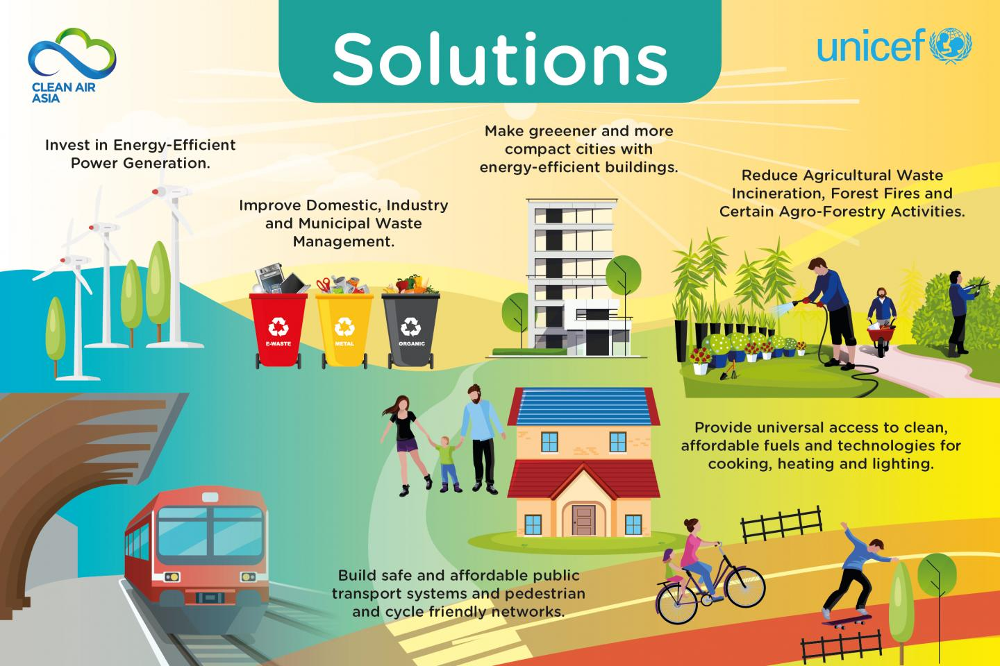 Solutions
CLEAN AIR
ASIA
unicef
Invest in Energy-Efficient
Power Generation.
Improve Domestic, Industry
and Municipal Waste
Management.
Make greeener and more
compact cities with
energy-efficient buildings.
Reduce Agricultural Waste
Incineration, Forest Fires and
Certain Agro-Forestry Activities.
E-WASTE
METAL
ORGANIC
Provide universal access to clean,
affordable fuels and technologies for
cooking, heating and lighting.
Build safe and affordable public
transport systems and pedestrian
and cycle friendly networks.